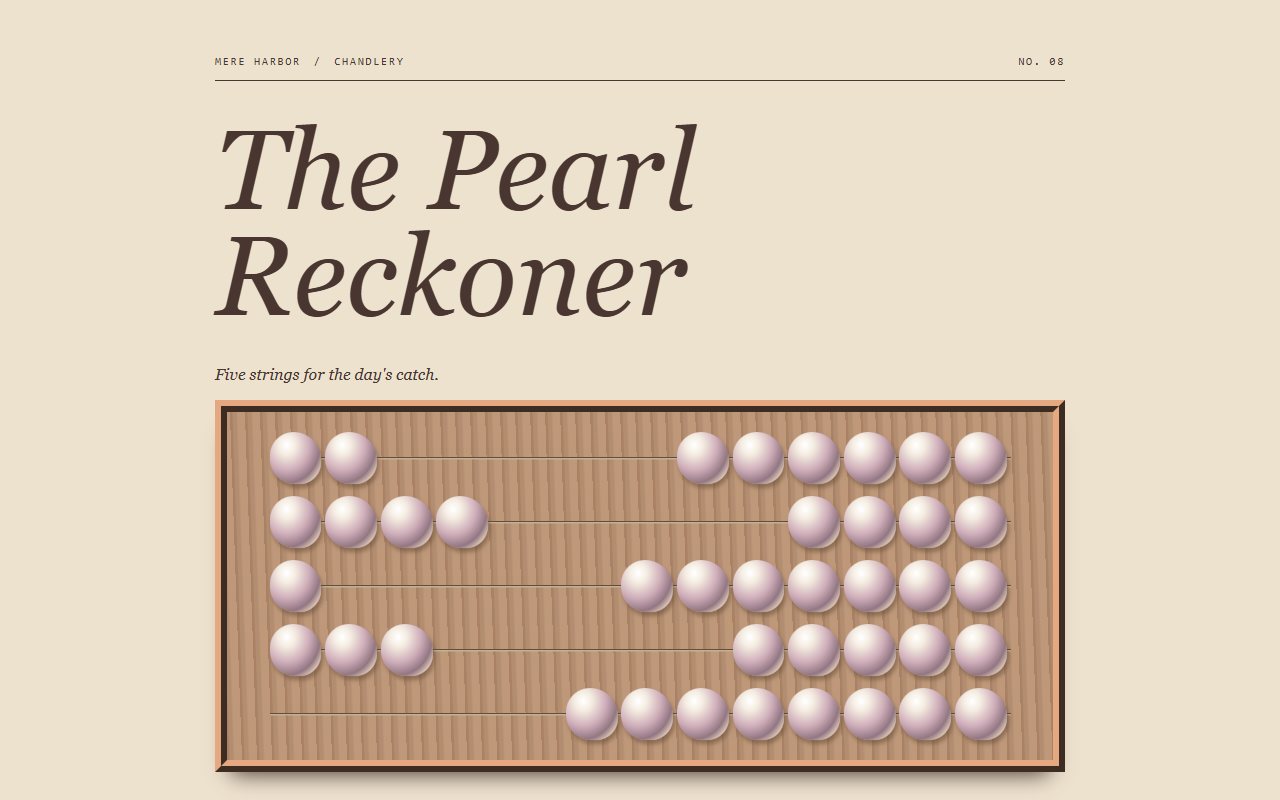 MERE HARBOR / CHANDLERY
NO. 08
The Pearl
Reckoner
Five strings for the day's catch.